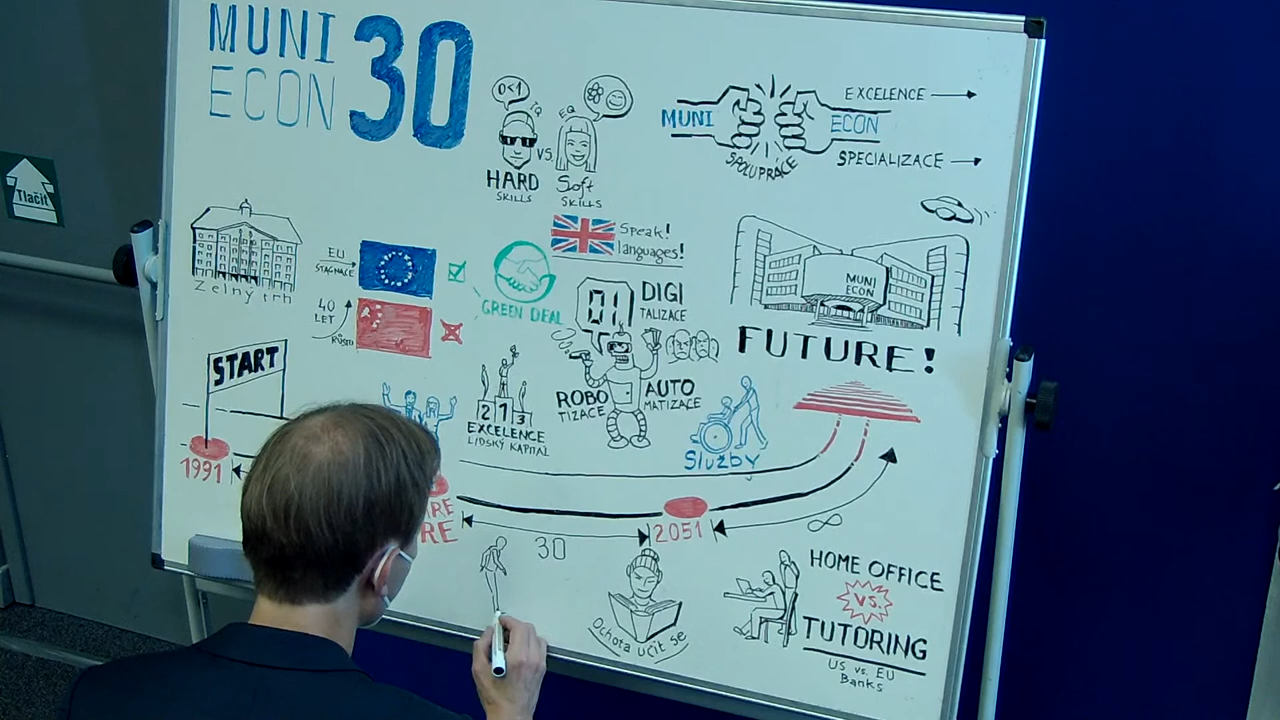 MUNI
ECON
30
0<1
IQ
EQ
VS.
HARD
SKILLS
Soft
SKILLS
MUNI
ECON
SPOLUPRÁCE
EXCELENCE
SPECIALIZACE
Tlačit
Zelný trh
EU
STAGNACE
40
LET
RŮSTU
GREEN DEAL
Speak!
languages!
01
DIGI
TALIZACE
ROBO
TIZACE
AUTO
MATIZACE
MUNI
ECON
FUTURE!
START
1991
2 1 3
EXCELENCE
LIDSKÝ KAPITÁL
Služby
RE
30
2051
∞
Ochota učit se
HOME OFFICE
VS.
TUTORING
US vs. EU
Banks